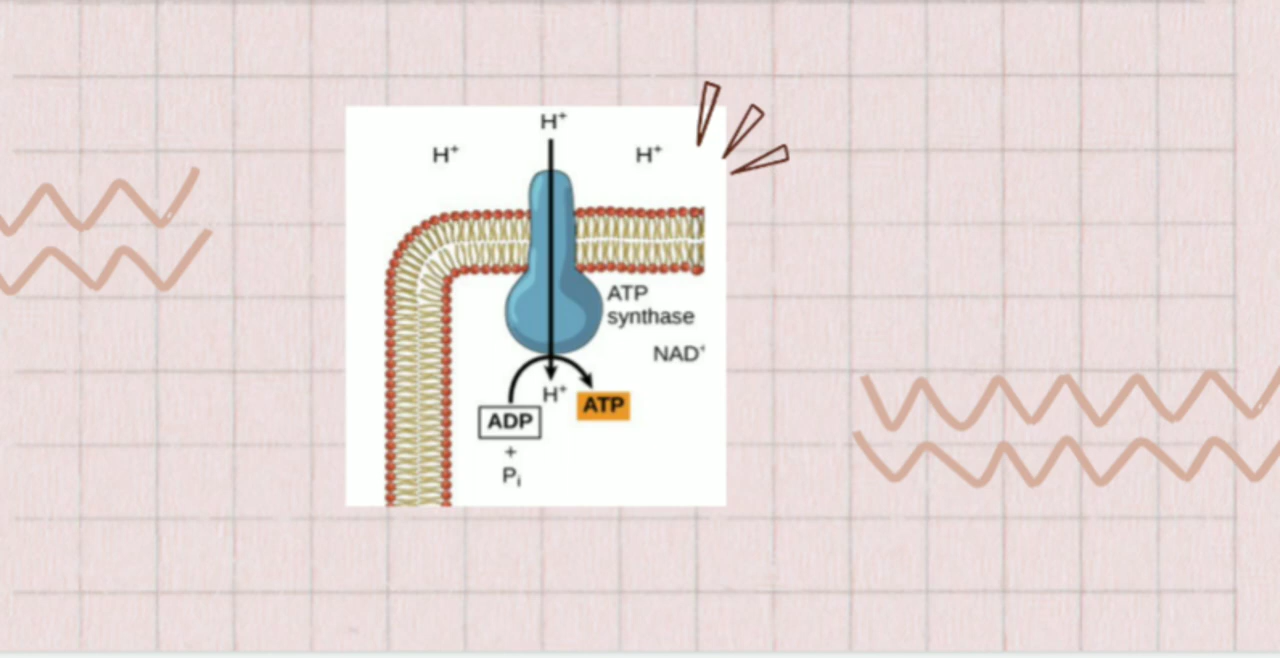 H⁺
H⁺ H⁺
ATP
synthase
NAD⁺
H⁺
ADP
ATP
+
Pᵢ